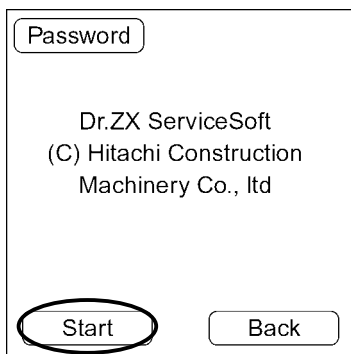 Password
Dr.ZX ServiceSoft
(C) Hitachi Construction
Machinery Co., ltd
Start Back